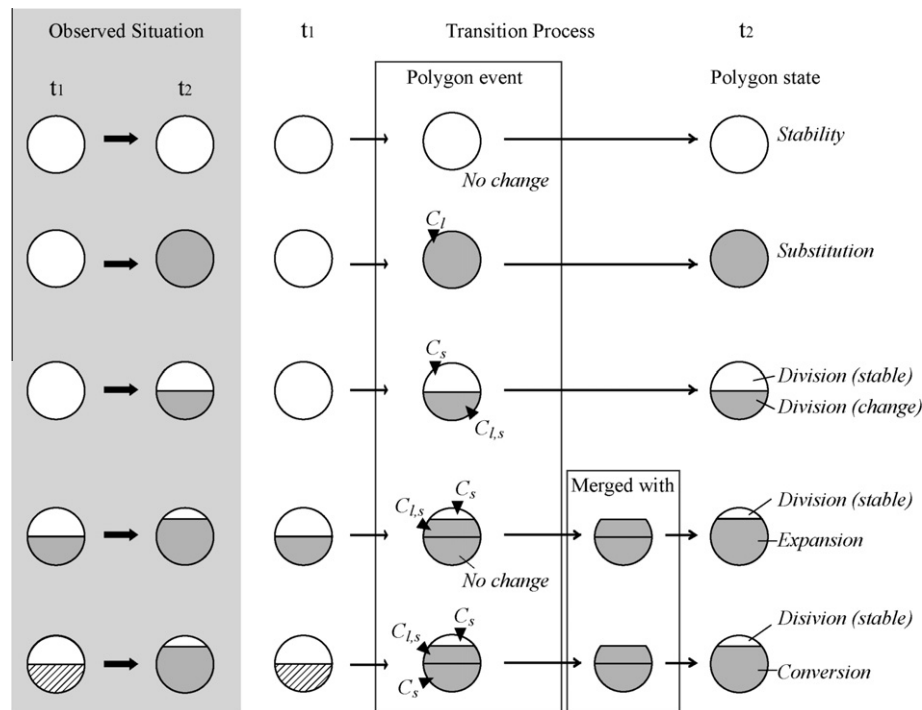 Observed Situation
t1
Transition Process
t2
t1
t2
Polygon event
Polygon state
Stability
No change
Cl
Substitution
Cs
Division (stable)
Division (change)
Cl,s
Merged with
Cs
Cl,s
Division (stable)
Expansion
No change
Cs
Cl,s
Disivion (stable)
Cs
Conversion